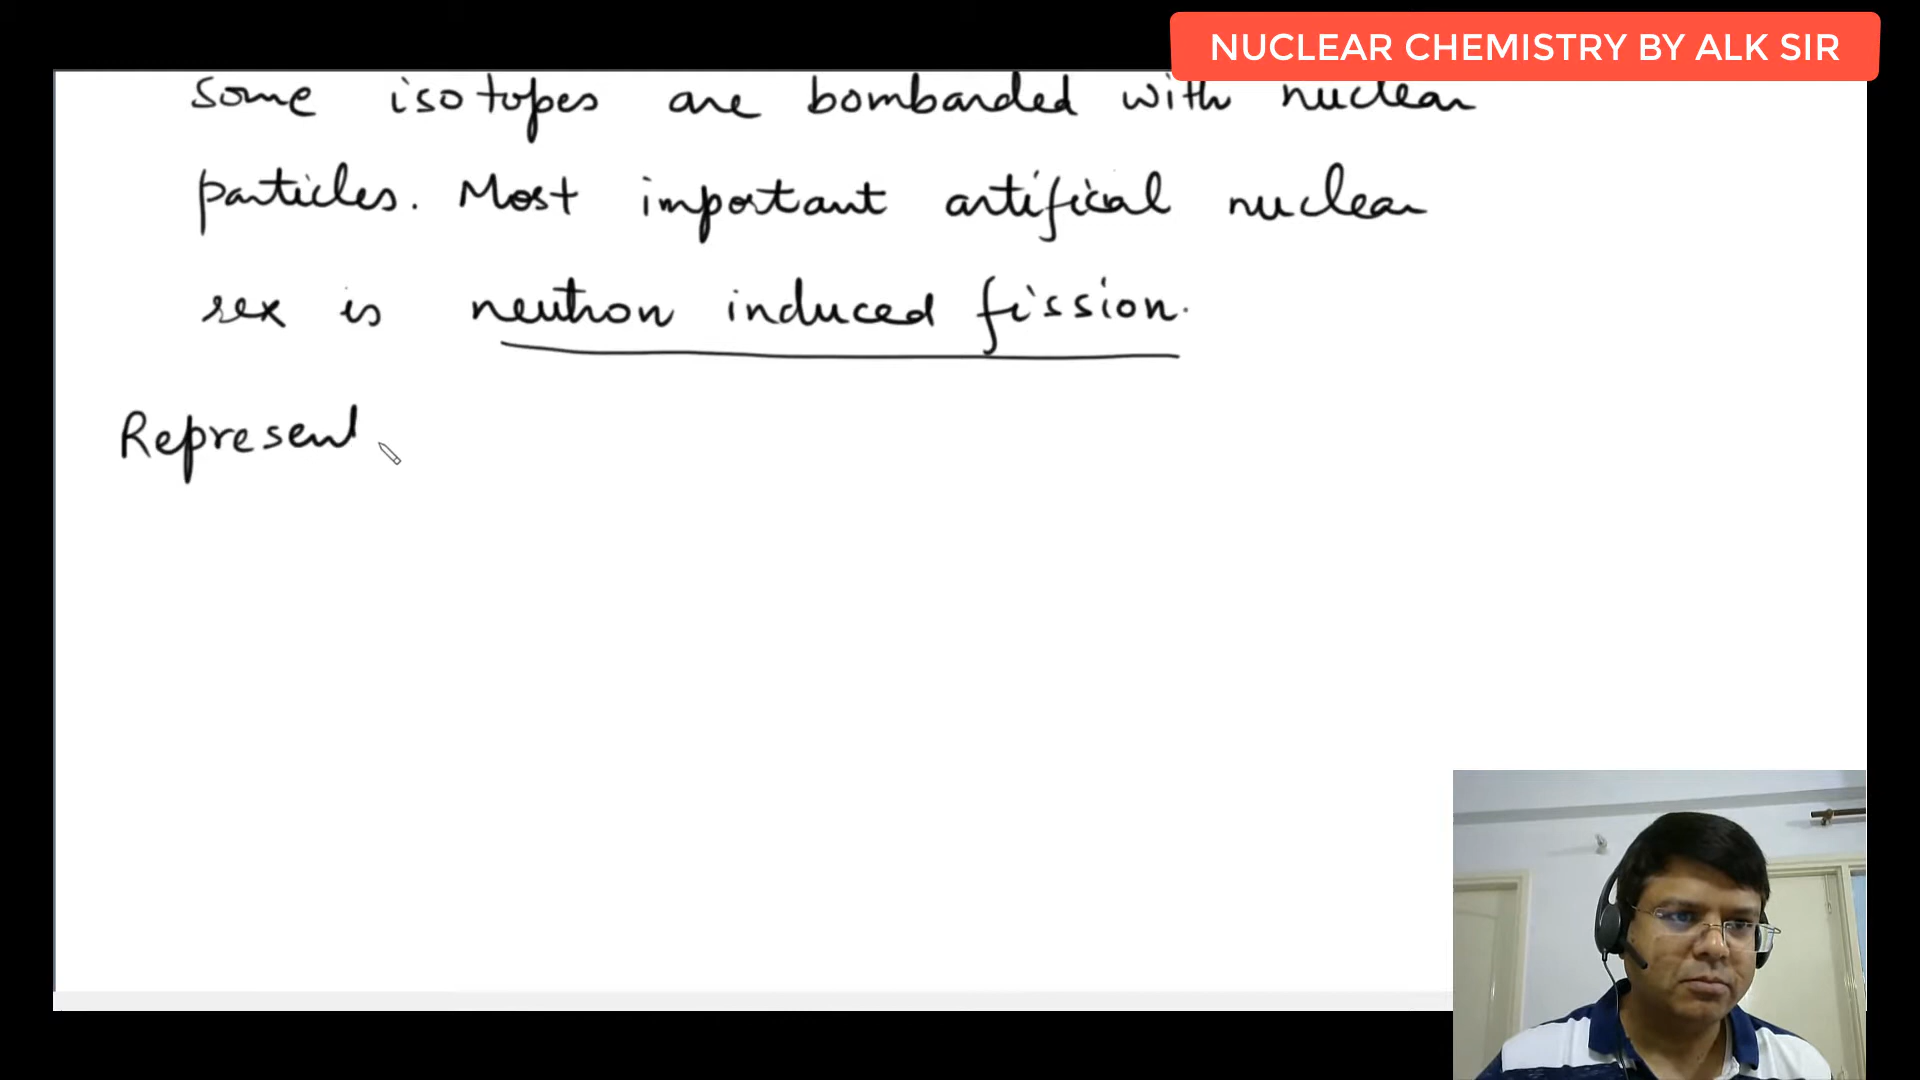 NUCLEAR CHEMISTRY BY ALK SIR
Some isotopes are bombarded with nuclear
particles. Most important artifical nuclear
rex is neutron induced fission.
Represent